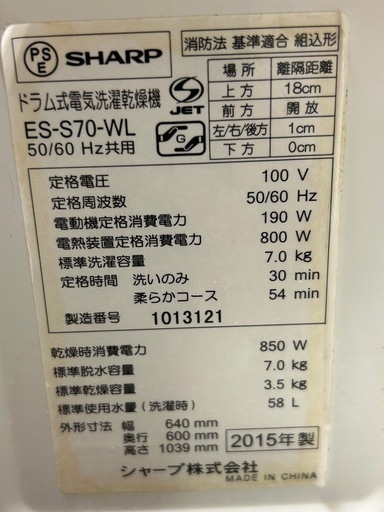 PSE SHARP
ドラム式電気洗濯乾燥機
ES-S70-WL
50/60 Hz共用
S JET
G
消防法 基準適合 組込形
場所 離隔距離
上方 18cm
前方 開放
左/右/後方 1cm
下方 0cm
定格電圧 100 V
定格周波数 50/60 Hz
電動機定格消費電力 190 W
電熱装置定格消費電力 800 W
標準洗濯容量 7.0 kg
定格時間 洗いのみ 30 min
柔らかコース 54 min
製造番号 1013121
乾燥時消費電力 850 W
標準脱水容量 7.0 kg
標準乾燥容量 3.5 kg
標準使用水量(洗濯時) 58 L
外形寸法 幅 640 mm
奥行 600 mm
高さ 1039 mm
2015年製
シャープ株式会社
MADE IN CHINA